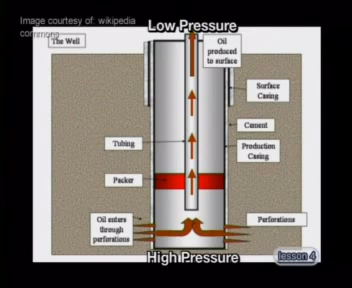 Image courtesy of: wikipedia
commons
Low Pressure
The Well
Oil
produced
to surface
Surface
Casing
Cement
Tubing
Production
Casing
Packer
Oil enters
through
perforations
Perforations
High Pressure
lesson 4